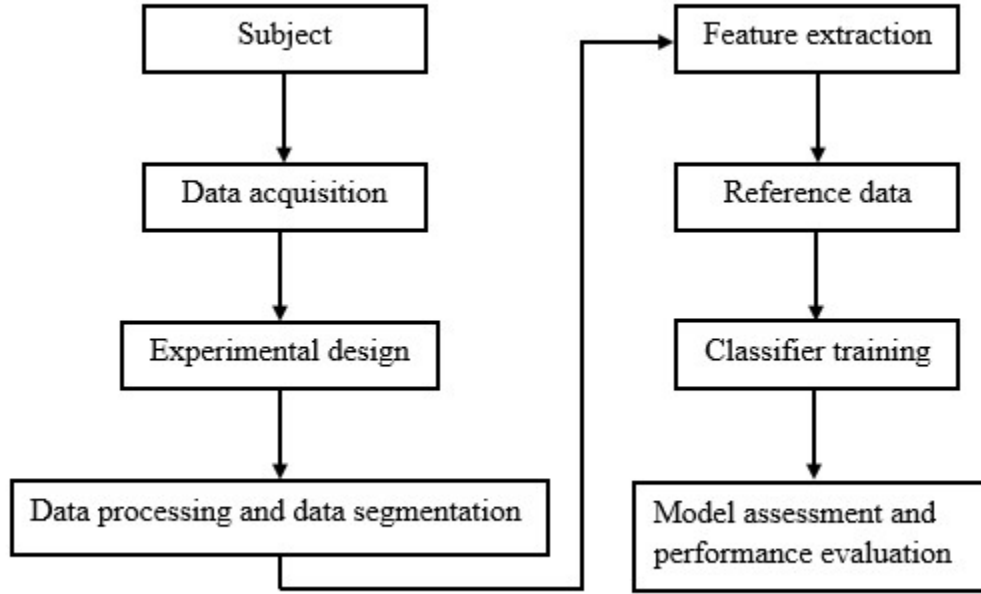 Subject
Data acquisition
Experimental design
Data processing and data segmentation
Feature extraction
Reference data
Classifier training
Model assessment and
performance evaluation